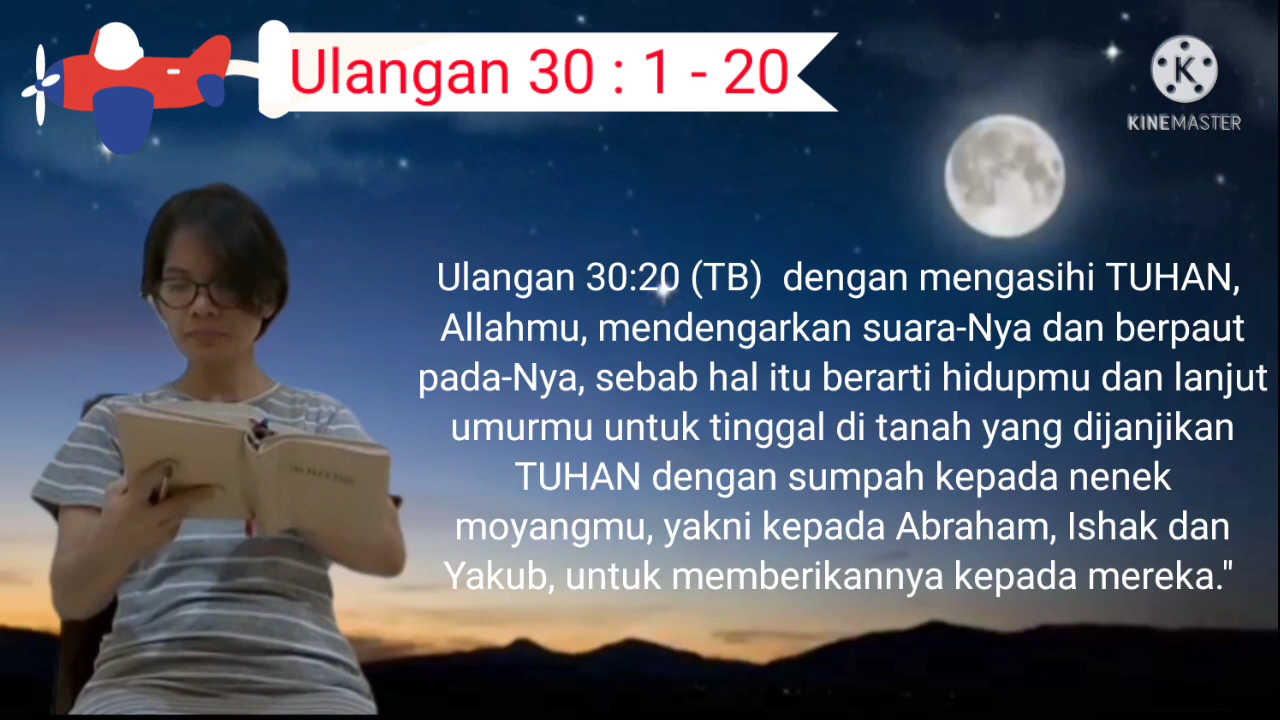 Ulangan 30 : 1 - 20
K
KINEMASTER
Ulangan 30:20 (TB)  dengan mengasihi TUHAN,
Allahmu, mendengarkan suara-Nya dan berpaut
pada-Nya, sebab hal itu berarti hidupmu dan lanjut
umurmu untuk tinggal di tanah yang dijanjikan
TUHAN dengan sumpah kepada nenek
moyangmu, yakni kepada Abraham, Ishak dan
Yakub, untuk memberikannya kepada mereka."